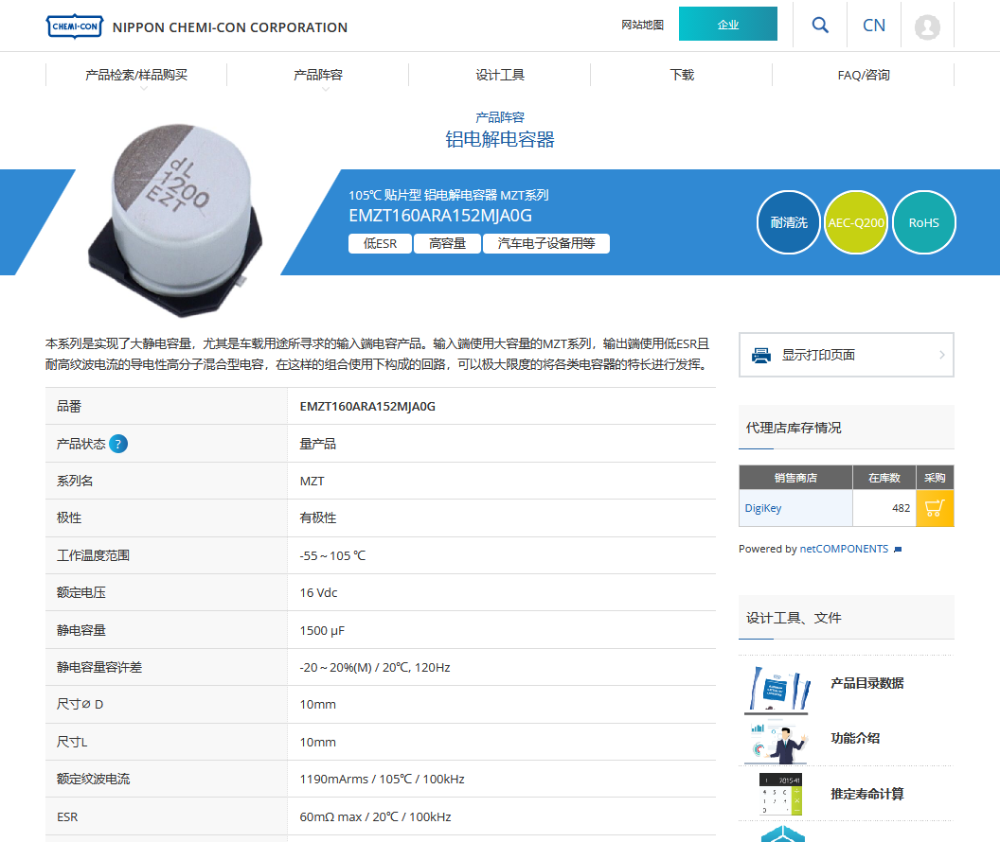 CHEMI-CON NIPPON CHEMI-CON CORPORATION
网站地图
企业
CN
产品检索/样品购买
产品阵容
设计工具
下载
FAQ/咨询
产品阵容
铝电解电容器
dL
1200
EZT
105℃ 贴片型 铝电解电容器 MZT系列
EMZT160ARA152MJA0G
低ESR 高容量 汽车电子设备用等
耐清洗 AEC-Q200 RoHS
本系列是实现了大静电容量，尤其是车载用途所寻求的输入端电容产品。输入端使用大容量的MZT系列，输出端使用低ESR且
耐高纹波电流的导电性高分子混合型电容，在这样的组合使用下构成的回路，可以极大限度的将各类电容器的特长进行发挥。
品番 EMZT160ARA152MJA0G
产品状态 ? 量产品
系列名 MZT
极性 有极性
工作温度范围 -55～105 ℃
额定电压 16 Vdc
静电容量 1500 µF
静电容量容许差 -20～20%(M) / 20℃, 120Hz
尺寸∅ D 10mm
尺寸L 10mm
额定纹波电流 1190mArms / 105℃ / 100kHz
ESR 60mΩ max / 20℃ / 100kHz
显示打印页面
代理店库存情况
销售商店 在库数 采购
DigiKey 482
Powered by netCOMPONENTS
设计工具、文件
产品目录数据
功能介绍
推定寿命计算